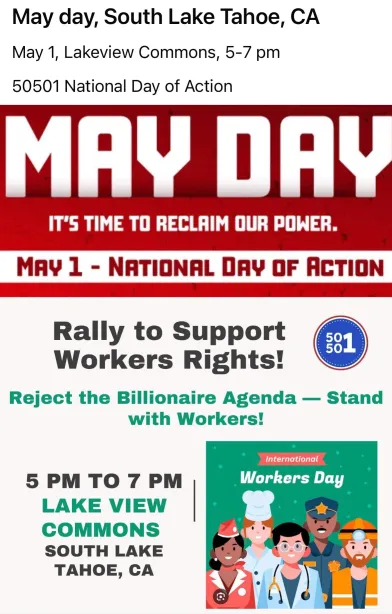 May day, South Lake Tahoe, CA
May 1, Lakeview Commons, 5-7 pm
50501 National Day of Action
MAY DAY
IT'S TIME TO RECLAIM OUR POWER.
MAY 1 - NATIONAL DAY OF ACTION
Rally to Support
Workers Rights!
50
50 1
Reject the Billionaire Agenda — Stand
with Workers!
5 PM TO 7 PM
LAKE VIEW
COMMONS
SOUTH LAKE
TAHOE, CA
International
Workers Day